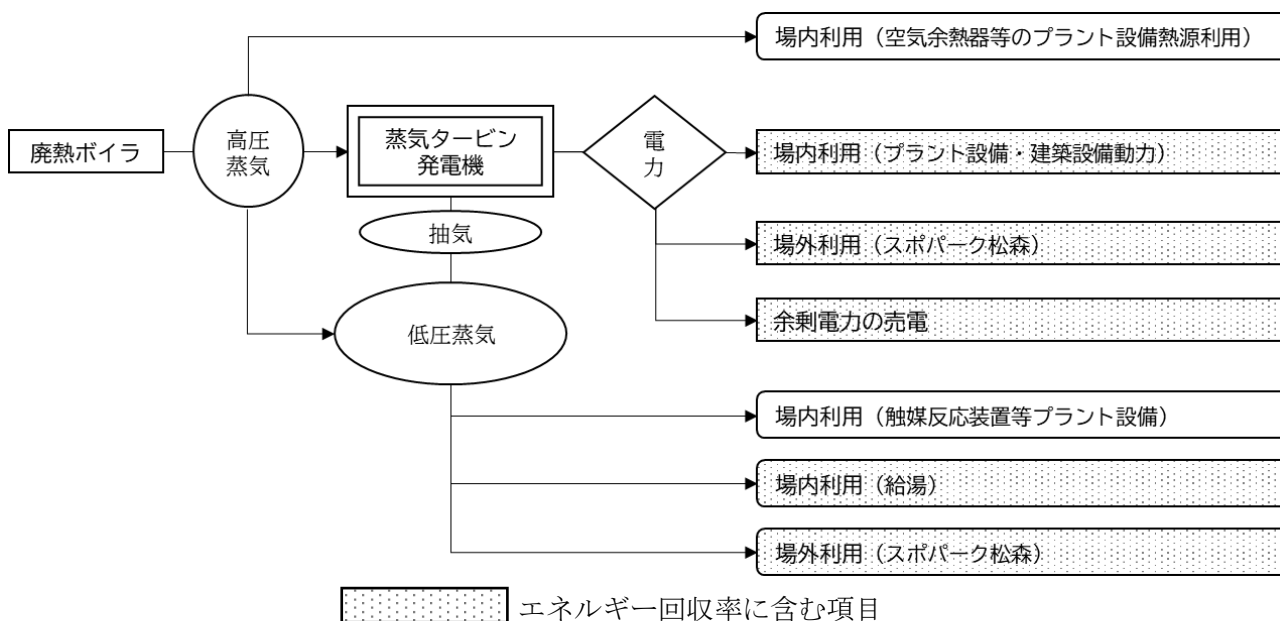 場内利用（空気余熱器等のプラント設備熱源利用）
廃熱ボイラ
高圧
蒸気
蒸気タービン
発電機
電
力
場内利用（プラント設備・建築設備動力）
抽気
場外利用（スポパーク松森）
余剰電力の売電
低圧蒸気
場内利用（触媒反応装置等プラント設備）
場内利用（給湯）
場外利用（スポパーク松森）
エネルギー回収率に含む項目